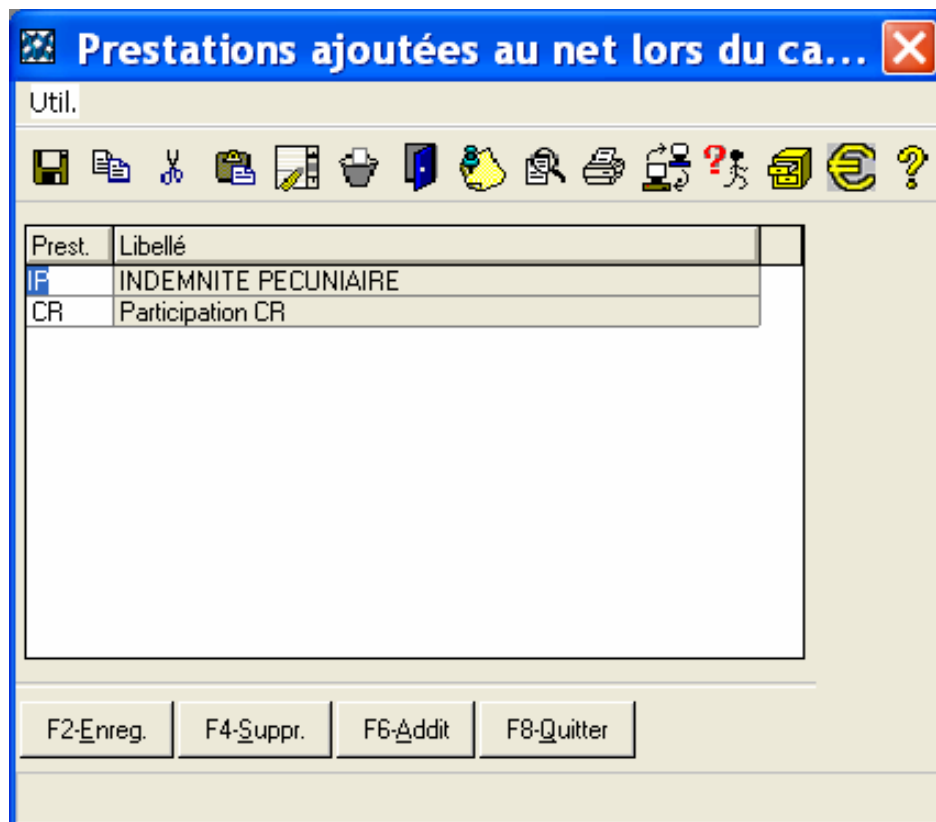 Prestations ajoutées au net lors du ca...
Util.
Prest. Libellé
IP INDEMNITE PECUNIAIRE
CR Participation CR
F2-Enreg. F4-Suppr. F6-Addit F8-Quitter